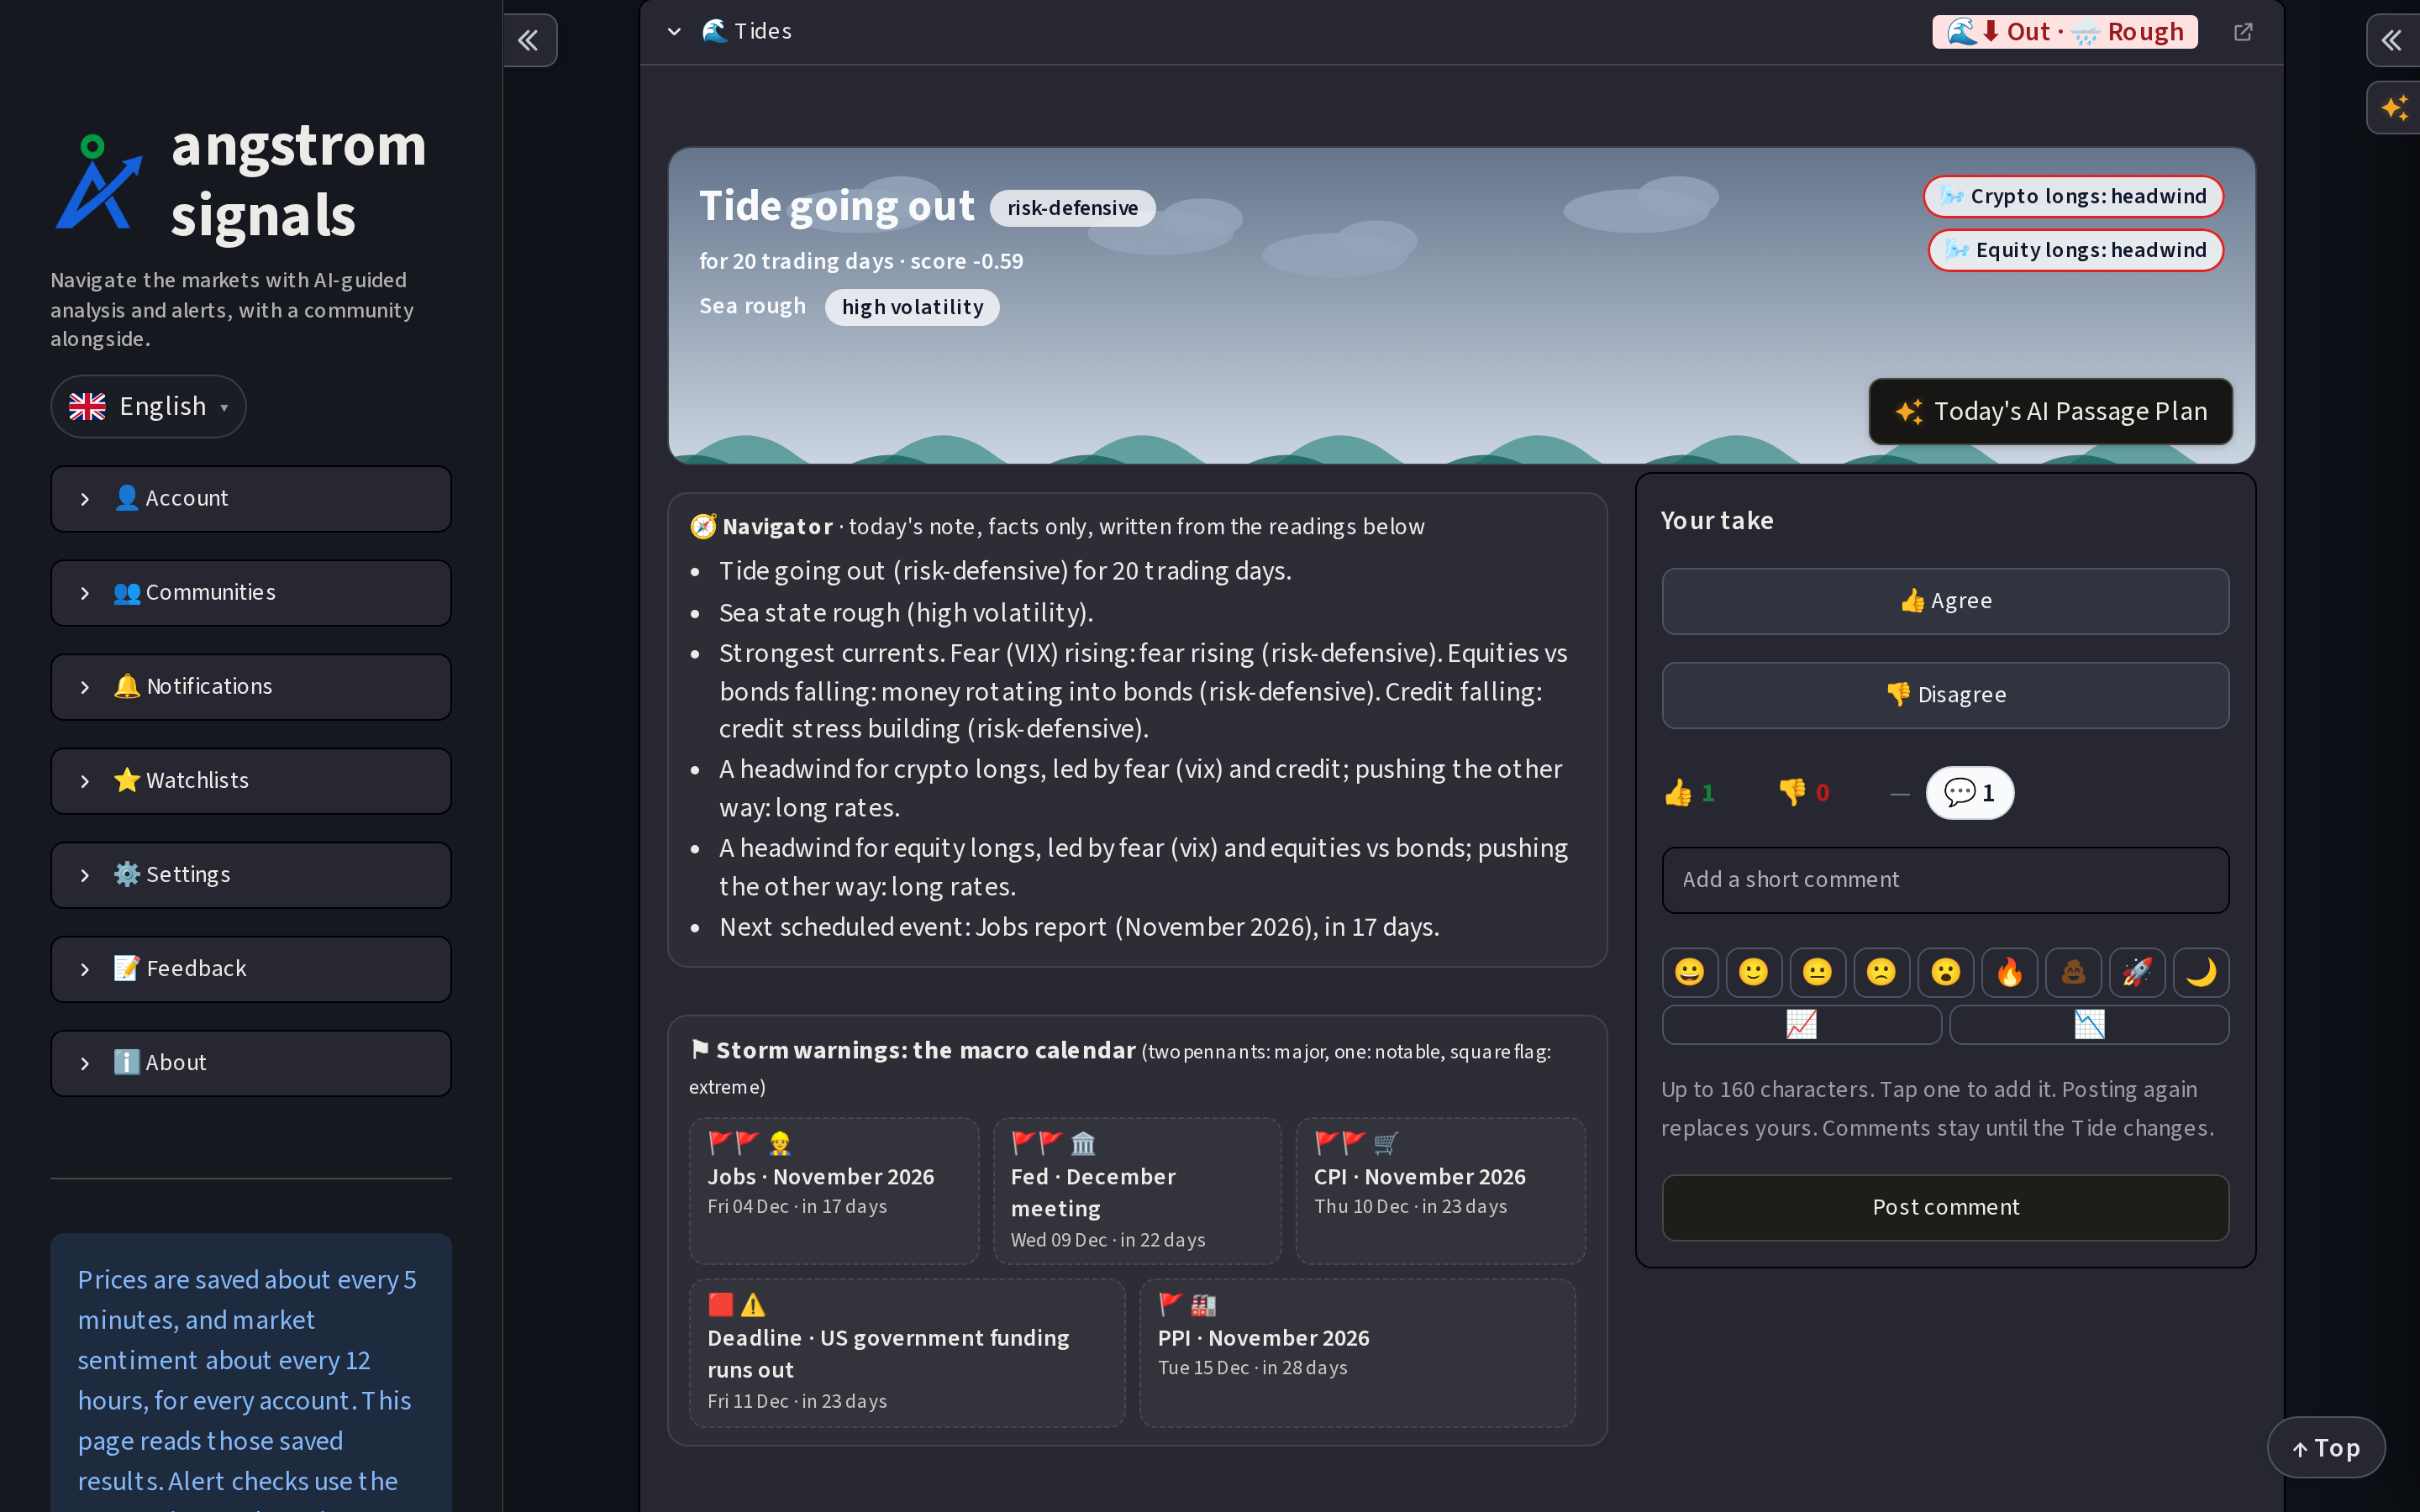 angstrom
signals
Navigate the markets with AI-guided
analysis and alerts, with a community
alongside.
English
Account
Communities
Notifications
Watchlists
Settings
Feedback
About
Prices are saved about every 5
minutes, and market
sentiment about every 12
hours, for every account. This
page reads those saved
results. Alert checks use the
Tides
Out · Rough
Tide going out risk-defensive
for 20 trading days · score -0.59
Sea rough high volatility
Crypto longs: headwind
Equity longs: headwind
Today's AI Passage Plan
Navigator · today's note, facts only, written from the readings below
• Tide going out (risk-defensive) for 20 trading days.
• Sea state rough (high volatility).
• Strongest currents. Fear (VIX) rising: fear rising (risk-defensive). Equities vs
bonds falling: money rotating into bonds (risk-defensive). Credit falling:
credit stress building (risk-defensive).
• A headwind for crypto longs, led by fear (vix) and credit; pushing the other
way: long rates.
• A headwind for equity longs, led by fear (vix) and equities vs bonds; pushing
the other way: long rates.
• Next scheduled event: Jobs report (November 2026), in 17 days.
Storm warnings: the macro calendar (two pennants: major, one: notable, square flag:
extreme)
Jobs · November 2026
Fri 04 Dec · in 17 days
Fed · December
meeting
Wed 09 Dec · in 22 days
CPI · November 2026
Thu 10 Dec · in 23 days
Deadline · US government funding
runs out
Fri 11 Dec · in 23 days
PPI · November 2026
Tue 15 Dec · in 28 days
Your take
Agree
Disagree
1 0 — 1
Add a short comment
Up to 160 characters. Tap one to add it. Posting again
replaces yours. Comments stay until the Tide changes.
Post comment
↑ Top